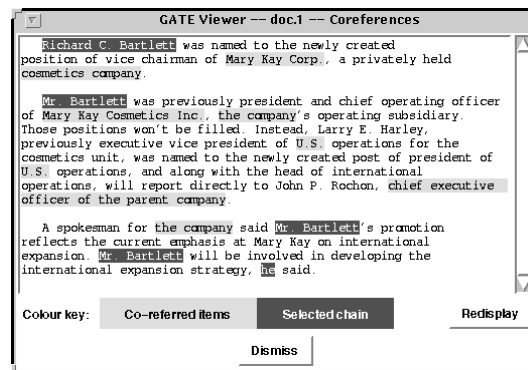 GATE Viewer -- doc.1 -- Coreferences
Richard C. Bartlett was named to the newly created
position of vice chairman of Mary Kay Corp., a privately held
cosmetics company.
Mr. Bartlett was previously president and chief operating officer
of Mary Kay Cosmetics Inc., the company's operating subsidiary.
Those positions won't be filled. Instead, Larry E. Harley,
previously executive vice president of U.S. operations for the
cosmetics unit, was named to the newly created post of president of
U.S. operations, and along with the head of international
operations, will report directly to John P. Rochon, chief executive
officer of the parent company.
A spokesman for the company said Mr. Bartlett's promotion
reflects the current emphasis at Mary Kay on international
expansion. Mr. Bartlett will be involved in developing the
international expansion strategy, he said.
Colour key: Co-referred items Selected chain Redisplay
Dismiss